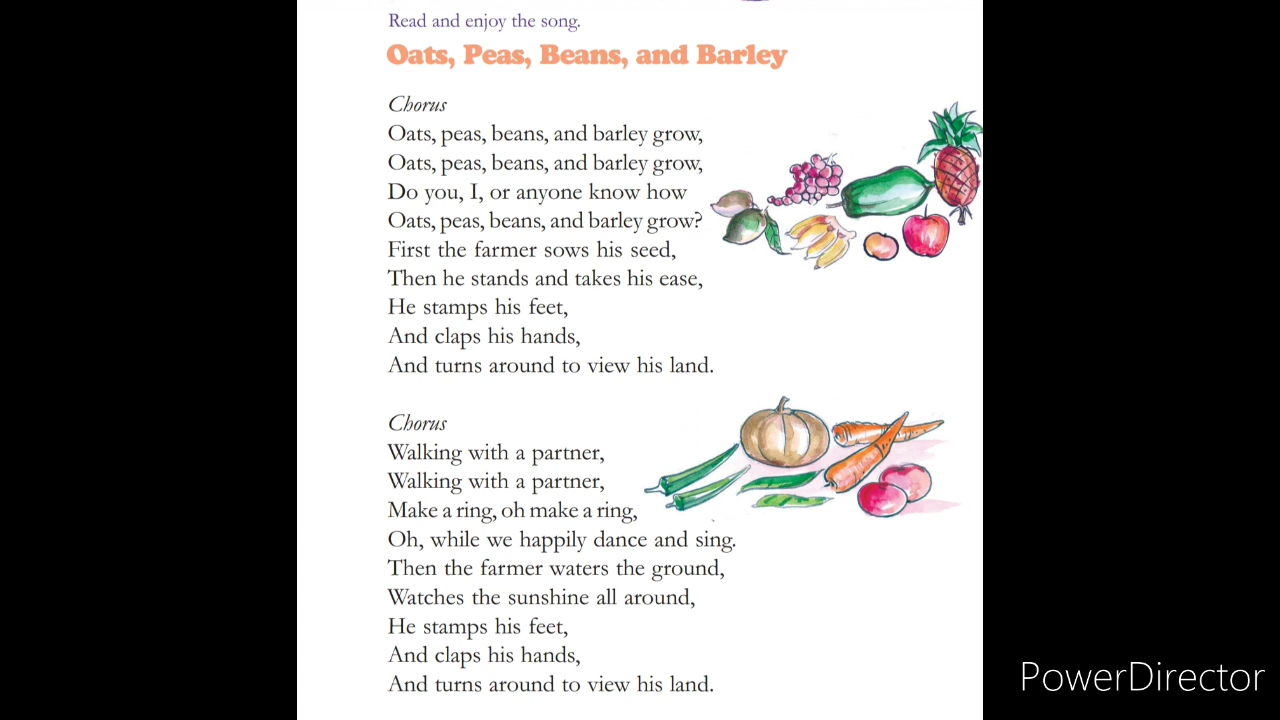 Read and enjoy the song.
Oats, Peas, Beans, and Barley
Chorus
Oats, peas, beans, and barley grow,
Oats, peas, beans, and barley grow,
Do you, I, or anyone know how
Oats, peas, beans, and barley grow?
First the farmer sows his seed,
Then he stands and takes his ease,
He stamps his feet,
And claps his hands,
And turns around to view his land.
Chorus
Walking with a partner,
Walking with a partner,
Make a ring, oh make a ring,
Oh, while we happily dance and sing.
Then the farmer waters the ground,
Watches the sunshine all around,
He stamps his feet,
And claps his hands,
And turns around to view his land.
PowerDirector